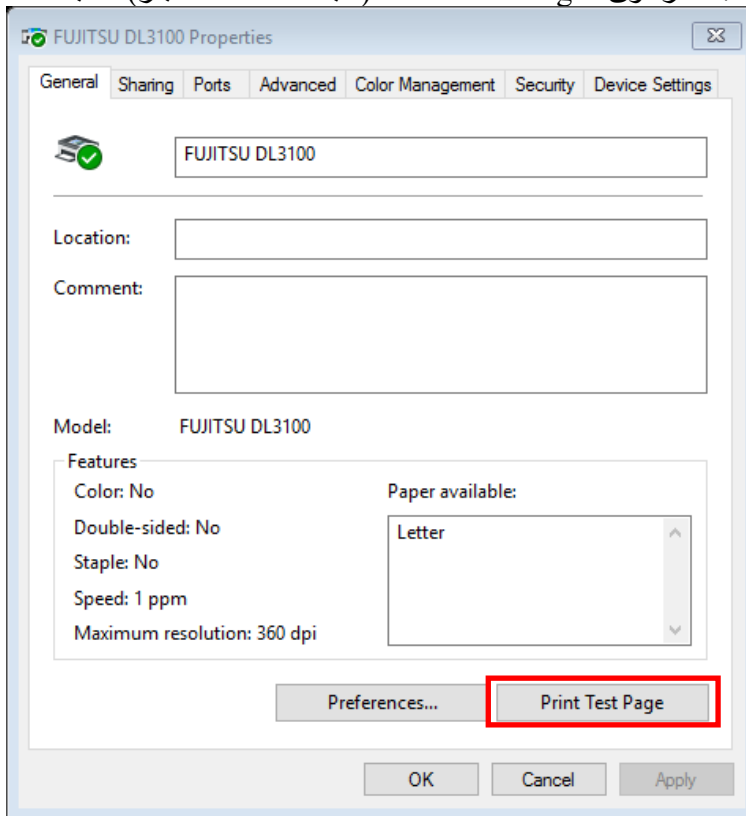 FUJITSU DL3100 Properties
General Sharing Ports Advanced Color Management Security Device Settings
FUJITSU DL3100
Location:
Comment:
Model: FUJITSU DL3100
Features
Color: No
Double-sided: No
Staple: No
Speed: 1 ppm
Maximum resolution: 360 dpi
Paper available:
Letter
Preferences... Print Test Page
OK Cancel Apply